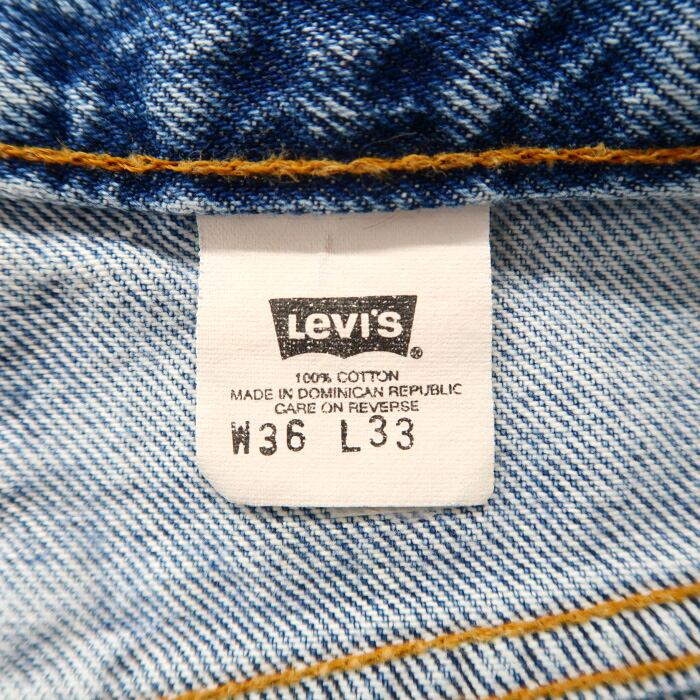 Levi's ®
100% COTTON
MADE IN DOMINICAN REPUBLIC
CARE ON REVERSE
W36 L33